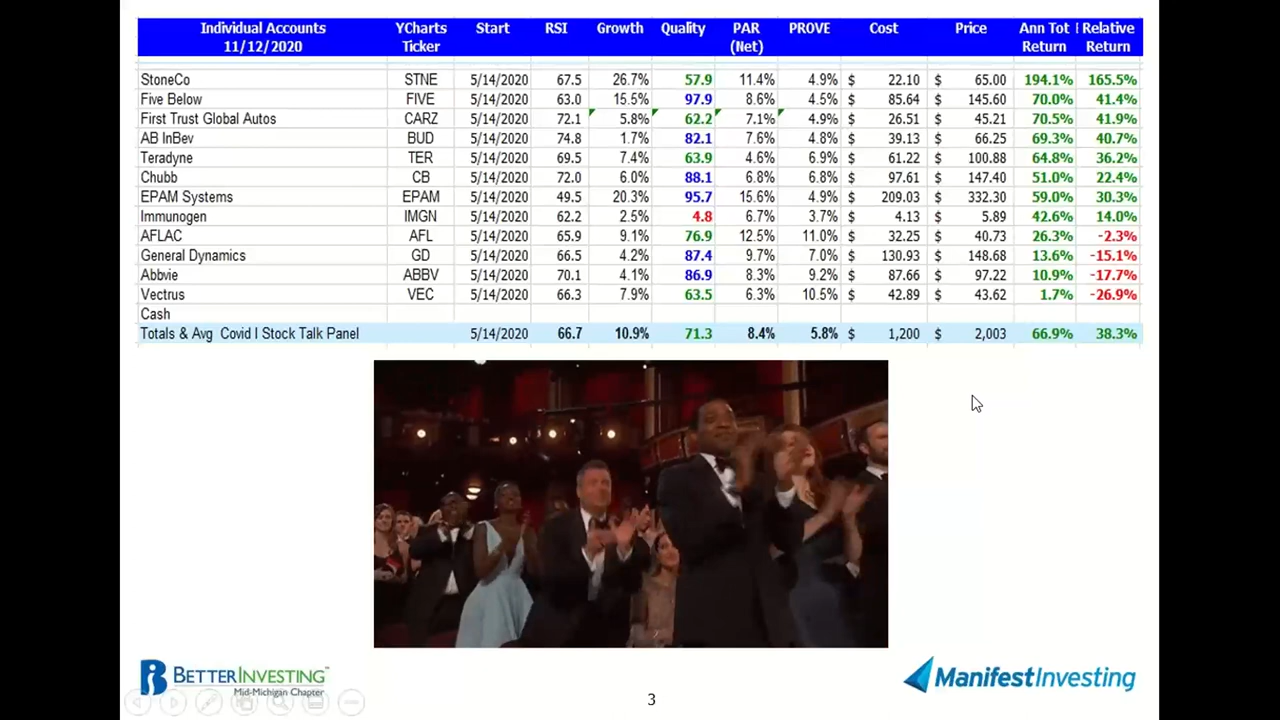 Individual Accounts YCharts Start RSI Growth Quality PAR PROVE Cost Price Ann Tot Relative
11/12/2020 Ticker (Net) Return Return
StoneCo STNE 5/14/2020 67.5 26.7% 57.9 11.4% 4.9% $ 22.10 $ 65.00 194.1% 165.5%
Five Below FIVE 5/14/2020 63.0 15.5% 97.9 8.6% 4.5% $ 85.64 $ 145.60 70.0% 41.4%
First Trust Global Autos CARZ 5/14/2020 72.1 5.8% 62.2 7.1% 4.9% $ 26.51 $ 45.21 70.5% 41.9%
AB InBev BUD 5/14/2020 74.8 1.7% 82.1 7.6% 4.8% $ 39.13 $ 66.25 69.3% 40.7%
Teradyne TER 5/14/2020 69.5 7.4% 63.9 4.6% 6.9% $ 61.22 $ 100.88 64.8% 36.2%
Chubb CB 5/14/2020 72.0 6.0% 88.1 6.8% 6.8% $ 97.61 $ 147.40 51.0% 22.4%
EPAM Systems EPAM 5/14/2020 49.5 20.3% 95.7 15.6% 4.9% $ 209.03 $ 332.30 59.0% 30.3%
Immunogen IMGN 5/14/2020 62.2 2.5% 4.8 6.7% 3.7% $ 4.13 $ 5.89 42.6% 14.0%
AFLAC AFL 5/14/2020 65.9 9.1% 76.9 12.5% 11.0% $ 32.25 $ 40.73 26.3% -2.3%
General Dynamics GD 5/14/2020 66.5 4.2% 87.4 9.7% 7.0% $ 130.93 $ 148.68 13.6% -15.1%
Abbvie ABBV 5/14/2020 70.1 4.1% 86.9 8.3% 9.2% $ 87.66 $ 97.22 10.9% -17.7%
Vectrus VEC 5/14/2020 66.3 7.9% 63.5 6.3% 10.5% $ 42.89 $ 43.62 1.7% -26.9%
Cash
Totals & Avg Covid I Stock Talk Panel 5/14/2020 66.7 10.9% 71.3 8.4% 5.8% $ 1,200 $ 2,003 66.9% 38.3%
BETTERINVESTING™
Mid-Michigan Chapter
3
ManifestInvesting